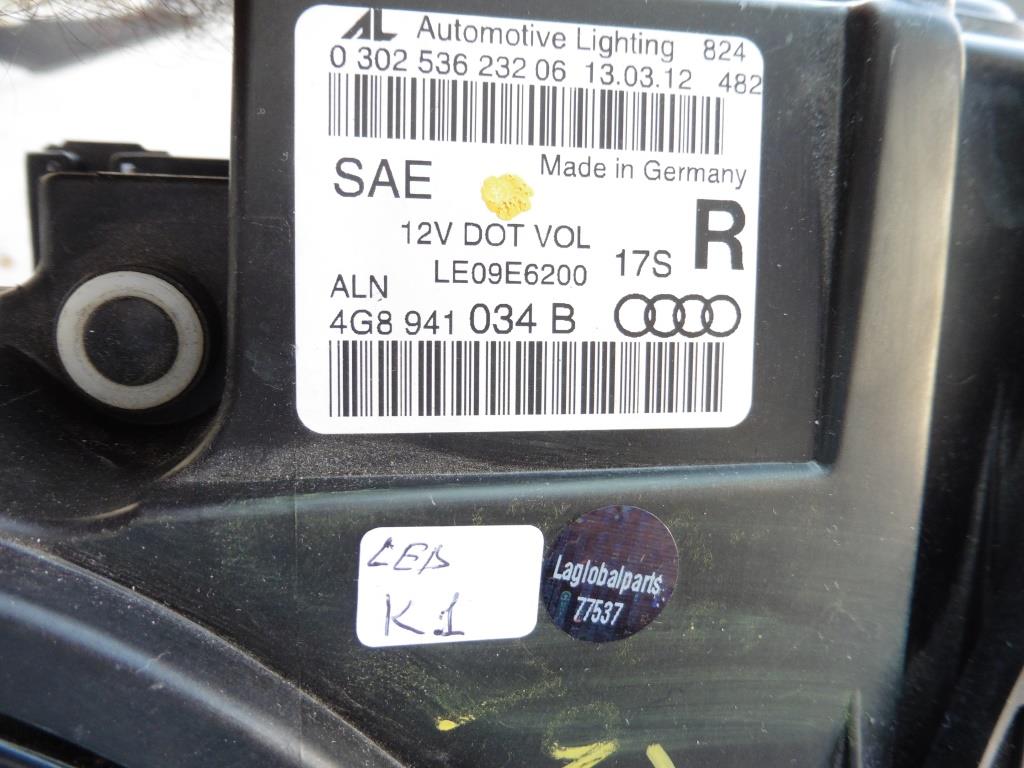 AL Automotive Lighting 824
0 302 536 232 06 13.03.12 482
SAE
Made in Germany
12V DOT VOL
R
LE09E6200
17S
ALN
4G8 941 034 B
LED
K1
Laglobalparts
77537